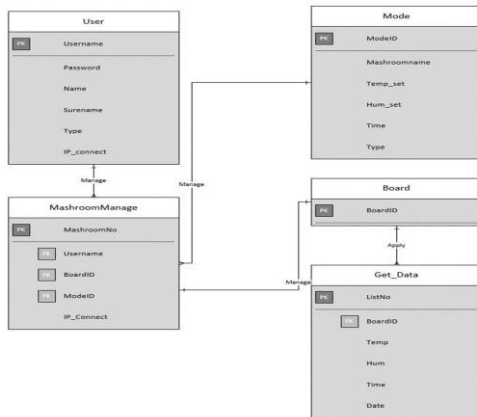 User
PK Username
Password
Name
Surename
Type
IP_connect
Mode
PK ModeID
Mashroomname
Temp_set
Hum_set
Time
Type
Manage
Manage
MashroomManage
PK MashroomNo
FK Username
FK BoardID
FK ModeID
IP_Connect
Board
PK BoardID
Apply
Manage
Get_Data
PK ListNo
FK BoardID
Temp
Hum
Time
Date